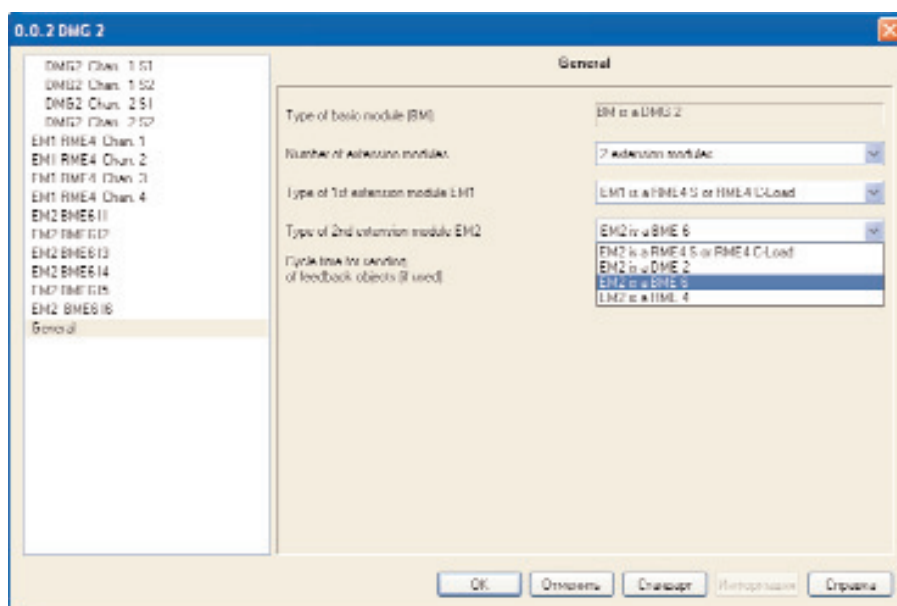 0.0.2 DMG 2
DMG2 Chan. 1 S1
DMG2 Chan. 1 S2
DMG2 Chan. 2 S1
DMG2 Chan. 2 S2
EM1 RME4 Chan. 1
EM1 RME4 Chan. 2
EM1 RME4 Chan. 3
EM1 RME4 Chan. 4
EM2 BME6 I1
EM2 BME6 I2
EM2 BME6 I3
EM2 BME6 I4
EM2 BME6 I5
EM2 BME6 I6
General
General
Type of basic module (BM)
BM is a DMG 2
Number of extension modules
2 extension modules
Type of 1st extension module EM1
EM1 is a RME4 S or RME4 C-Load
Type of 2nd extension module EM2
EM2 is a BME 6
Cycle time for sending
of feedback objects (if used)
EM2 is a RME4 S or RME4 C-Load
EM2 is a DME 2
EM2 is a BME 6
EM2 is a HME 4
OK
Отменить
Стандарт
Информация
Справка